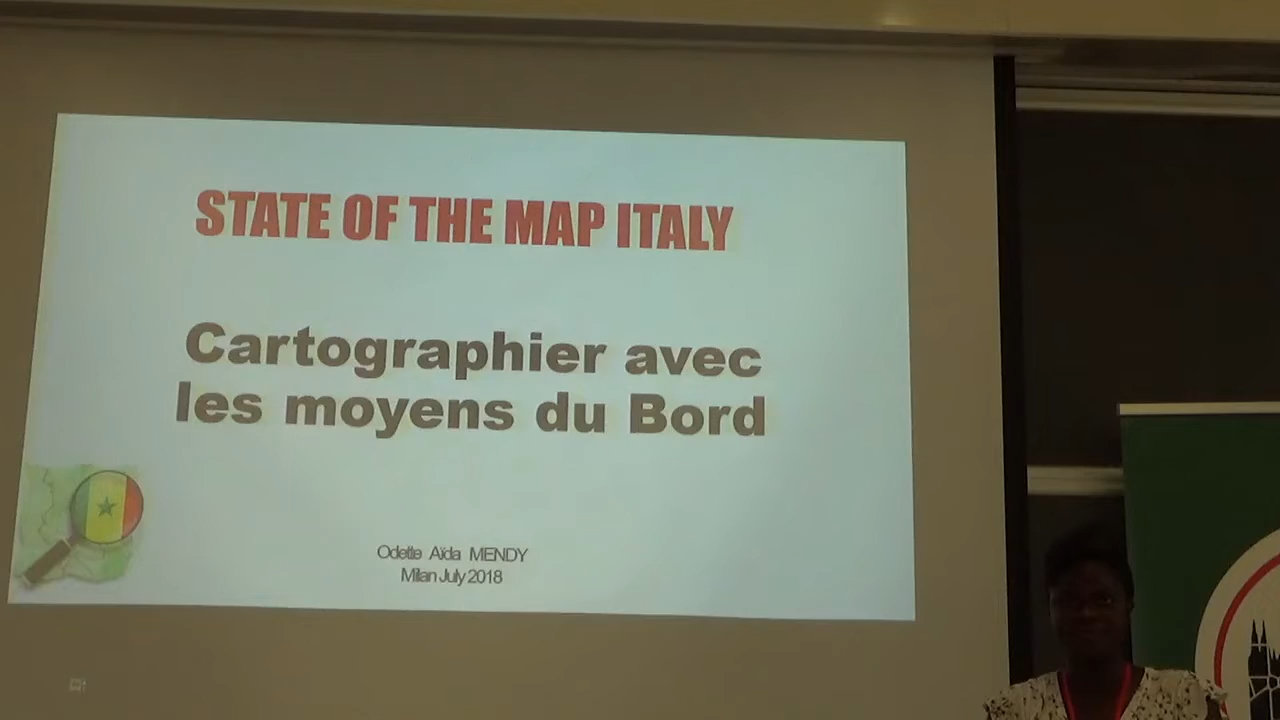 STATE OF THE MAP ITALY
Cartographier avec
les moyens du Bord
Odette Aïda MENDY
Milan July 2018